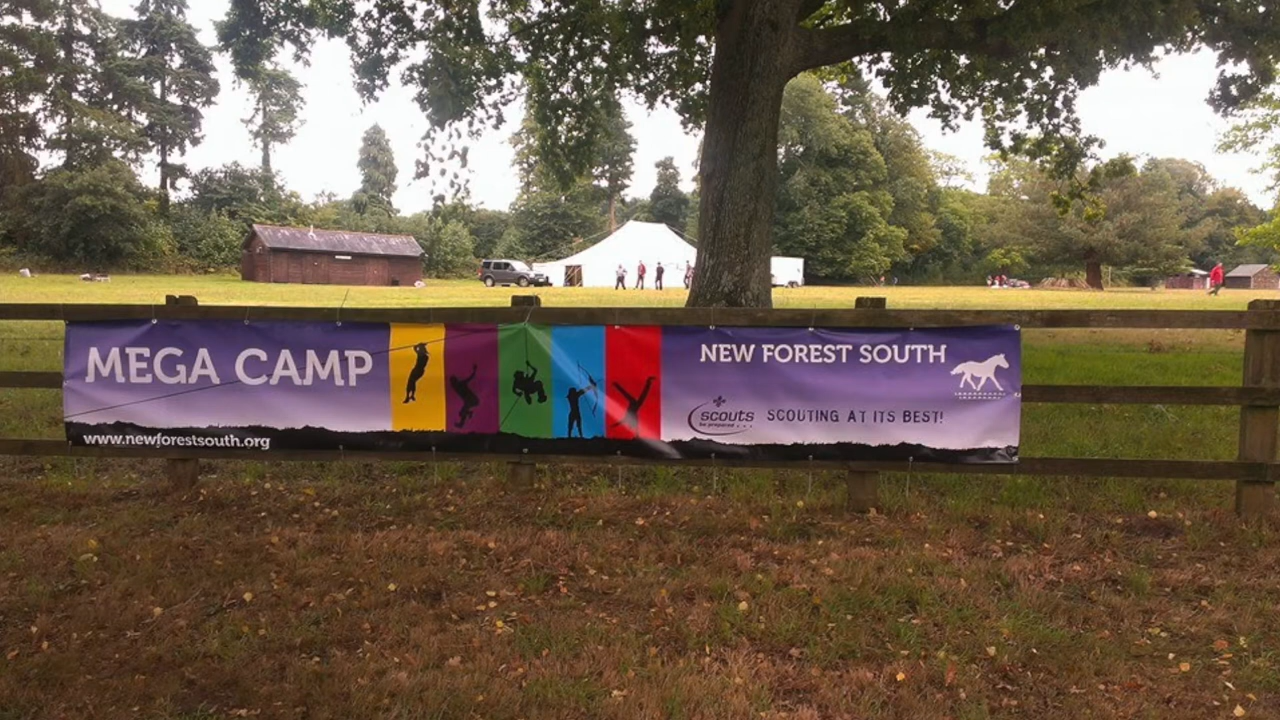 MEGA CAMP
www.newforestsouth.org
NEW FOREST SOUTH
scouts
be prepared . . .
SCOUTING AT ITS BEST!